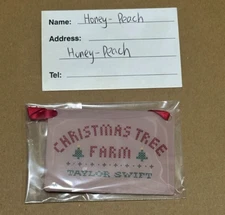 Name: Honey-Peach
Address:
Honey-Peach
Tel:
CHRISTMAS TREE
FARM
TAYLOR SWIFT